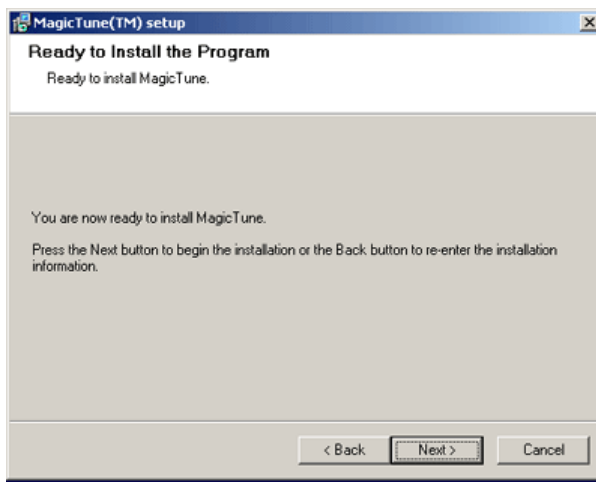 MagicTune(TM) setup
Ready to Install the Program
Ready to install MagicTune.
You are now ready to install MagicTune.
Press the Next button to begin the installation or the Back button to re-enter the installation
information.
< Back
Next >
Cancel